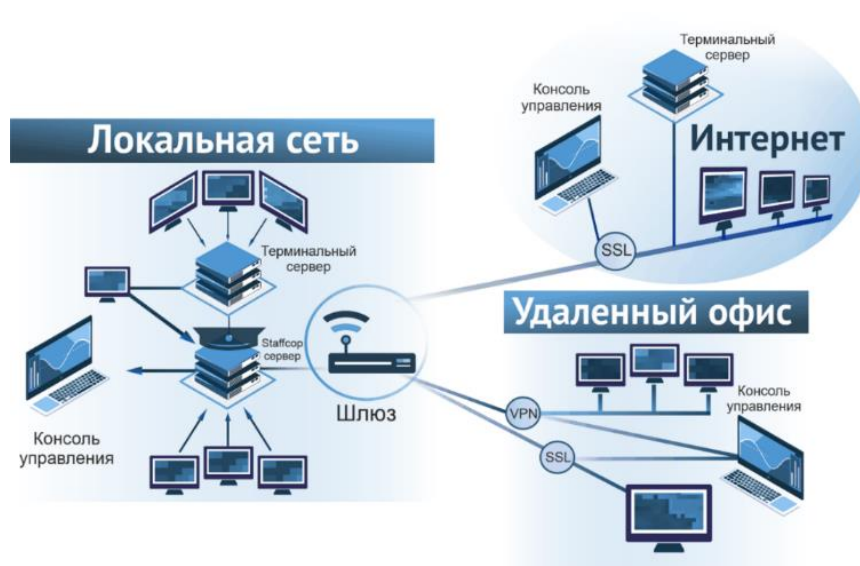 Локальная сеть
Терминальный
сервер
Staffcop
сервер
Консоль
управления
Шлюз
Терминальный
сервер
Консоль
управления
Интернет
SSL
Удаленный офис
VPN
Консоль
управления
SSL